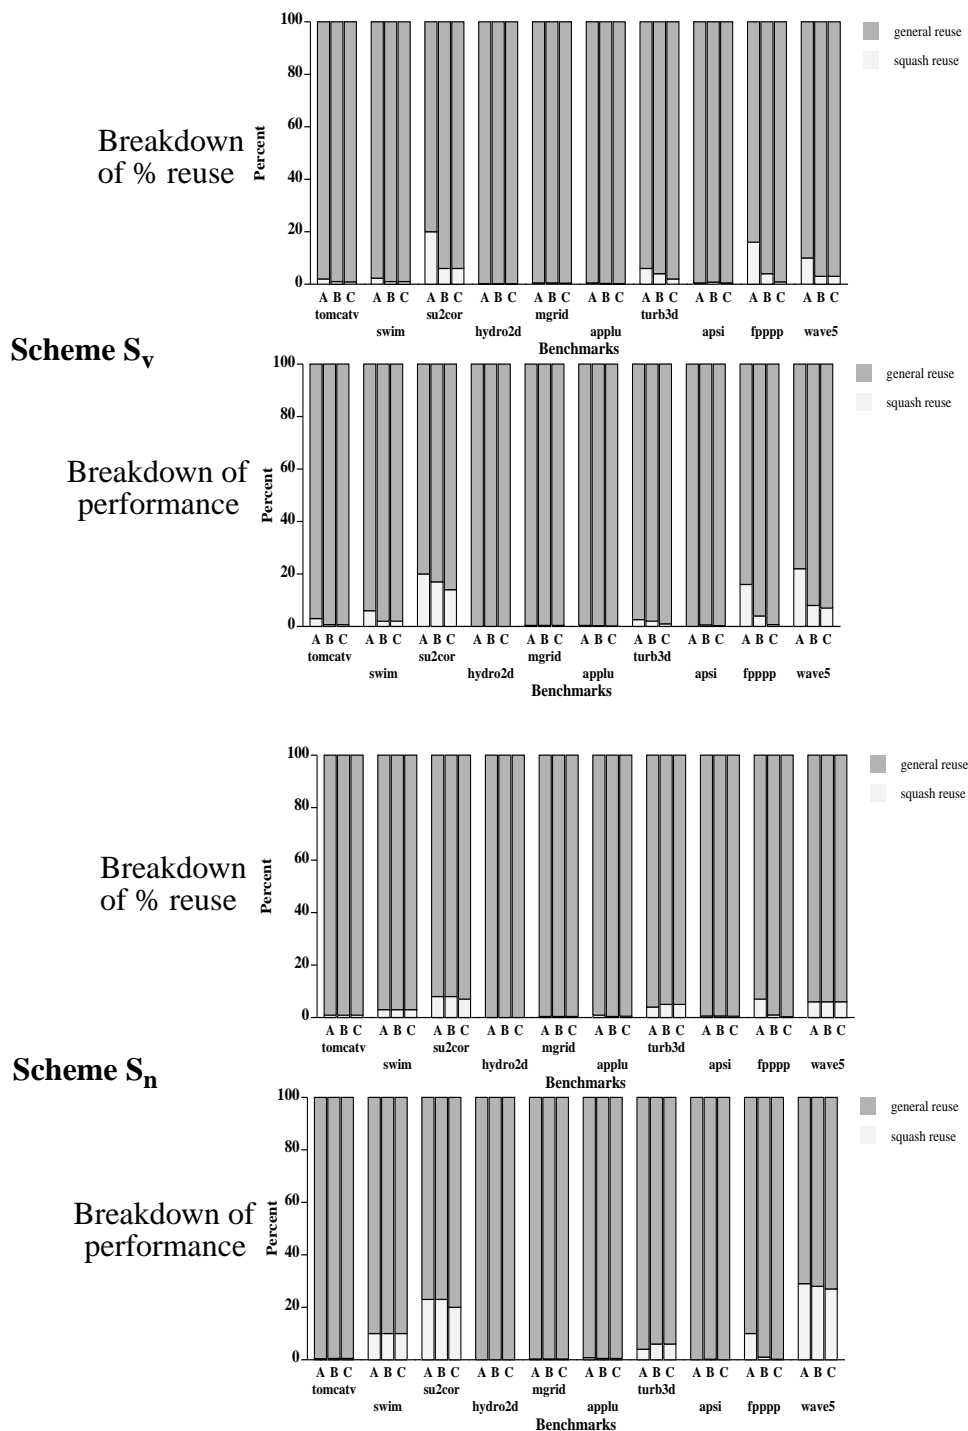 100
80
60
40
20
0
Percent
Breakdown
of % reuse
general reuse
squash reuse
A B C A B C A B C A B C A B C A B C A B C A B C A B C A B C
tomcatv su2cor mgrid turb3d fpppp
swim hydro2d applu apsi wave5
Benchmarks
Scheme Sv
100
80
60
40
20
0
Percent
Breakdown of
performance
general reuse
squash reuse
A B C A B C A B C A B C A B C A B C A B C A B C A B C A B C
tomcatv su2cor mgrid turb3d fpppp
swim hydro2d applu apsi wave5
Benchmarks
100
80
60
40
20
0
Percent
Breakdown
of % reuse
general reuse
squash reuse
A B C A B C A B C A B C A B C A B C A B C A B C A B C A B C
tomcatv su2cor mgrid turb3d
swim hydro2d applu apsi fpppp wave5
Benchmarks
Scheme Sn
100
80
60
40
20
0
Percent
Breakdown of
performance
general reuse
squash reuse
A B C A B C A B C A B C A B C A B C A B C A B C A B C A B C
tomcatv su2cor mgrid turb3d
swim hydro2d applu apsi fpppp wave5
Benchmarks